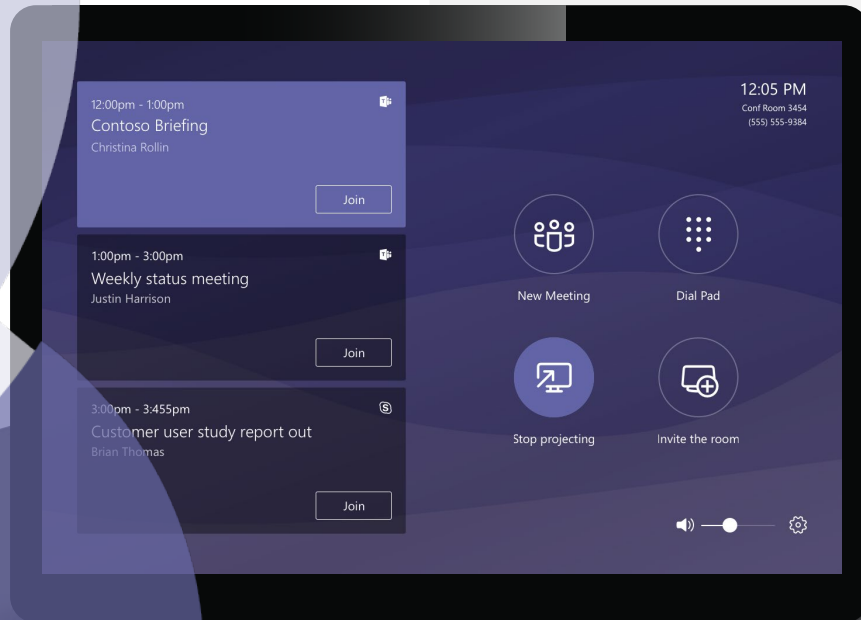 12:00pm - 1:00pm
Contoso Briefing
Christina Rollin
Join
1:00pm - 3:00pm
Weekly status meeting
Justin Harrison
Join
3:00pm - 3:455pm
Customer user study report out
Brian Thomas
Join
12:05 PM
Conf Room 3454
(555) 555-9384
New Meeting
Dial Pad
Stop projecting
Invite the room